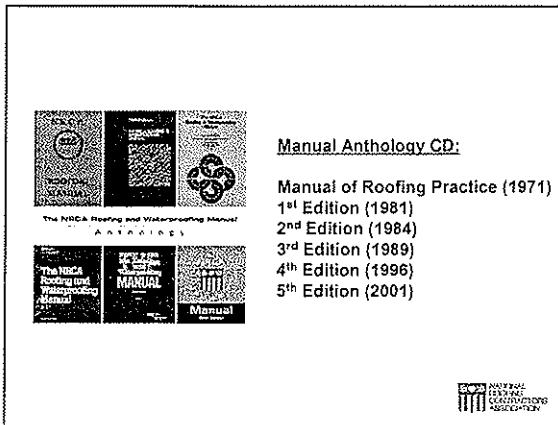 The NRCA Roofing and Waterproofing Manual
Anthology
The NRCA
Roofing and
Waterproofing
Manual
MANUAL
Manual
Manual Anthology CD:
Manual of Roofing Practice (1971)
1st Edition (1981)
2nd Edition (1984)
3rd Edition (1989)
4th Edition (1996)
5th Edition (2001)
NATIONAL
ROOFING
CONTRACTORS
ASSOCIATION